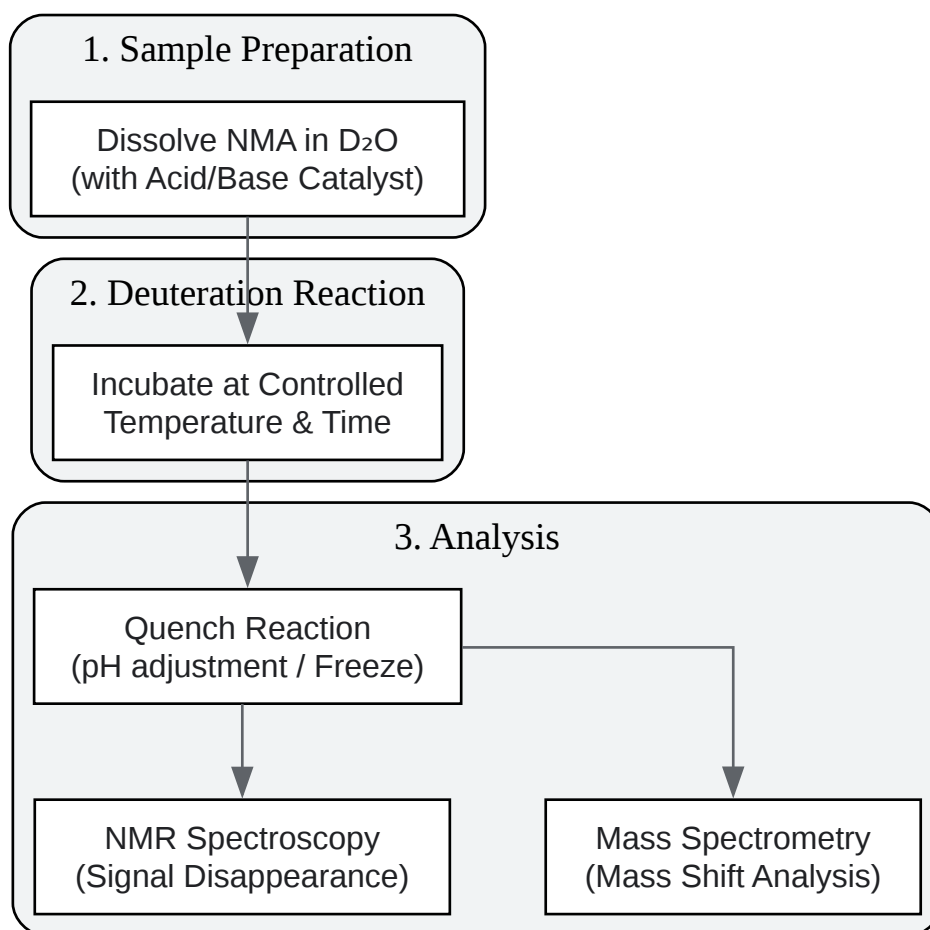 1. Sample Preparation
Dissolve NMA in D₂O
(with Acid/Base Catalyst)
2. Deuteration Reaction
Incubate at Controlled
Temperature & Time
3. Analysis
Quench Reaction
(pH adjustment / Freeze)
NMR Spectroscopy
(Signal Disappearance)
Mass Spectrometry
(Mass Shift Analysis)